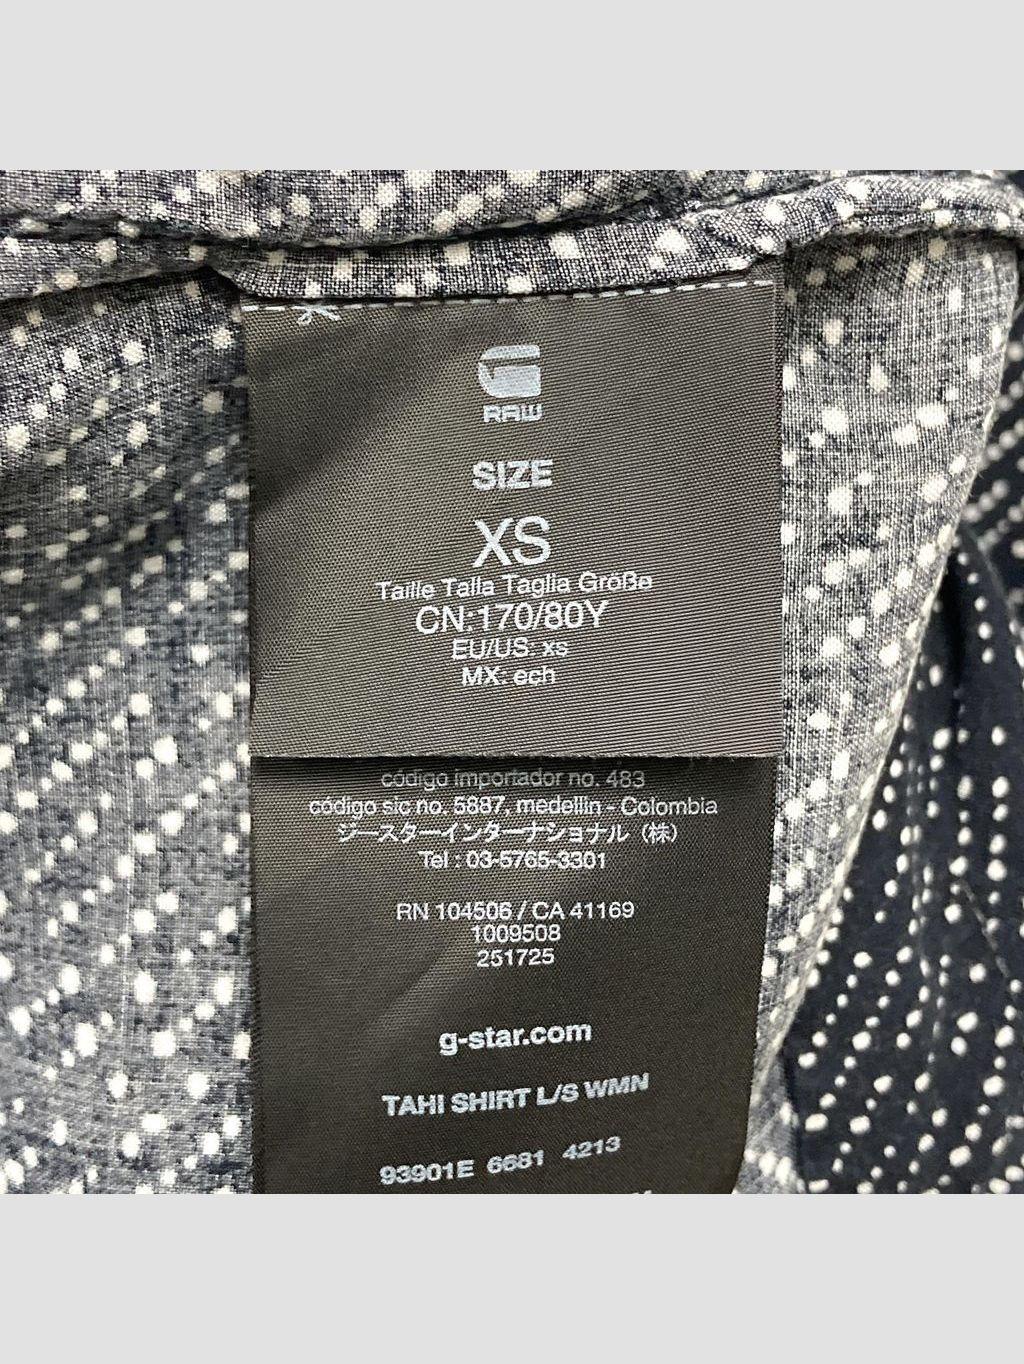 RAW
SIZE
XS
Taille Talla Taglia Größe
CN:170/80Y
EU/US: xs
MX: ech
código importador no. 483
código sic no. 5887, medellin - Colombia
ジースターインターナショナル（株）
Tel : 03-5765-3301
RN 104506 / CA 41169
1009508
251725
g-star.com
TAHI SHIRT L/S WMN
93901E 6681 4213